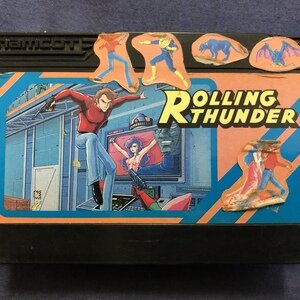 namcot
ROLLING
THUNDER